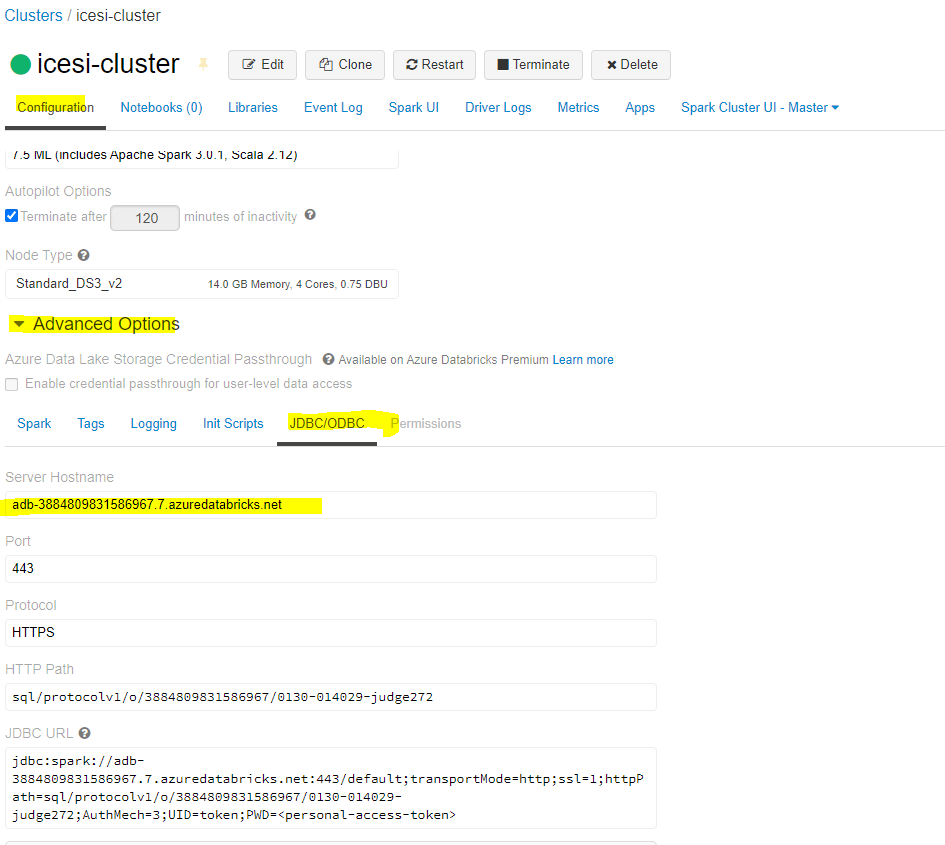 Clusters / icesi-cluster
icesi-cluster Edit Clone Restart Terminate Delete
Configuration Notebooks (0) Libraries Event Log Spark UI Driver Logs Metrics Apps Spark Cluster UI - Master
7.5 ML (includes Apache Spark 3.0.1, Scala 2.12)
Autopilot Options
Terminate after 120 minutes of inactivity
Node Type
Standard_DS3_v2 14.0 GB Memory, 4 Cores, 0.75 DBU
Advanced Options
Azure Data Lake Storage Credential Passthrough Available on Azure Databricks Premium Learn more
Enable credential passthrough for user-level data access
Spark Tags Logging Init Scripts JDBC/ODBC Permissions
Server Hostname
adb-3884809831586967.7.azuredatabricks.net
Port
443
Protocol
HTTPS
HTTP Path
sql/protocolv1/o/3884809831586967/0130-014029-judge272
JDBC URL
jdbc:spark://adb-
3884809831586967.7.azuredatabricks.net:443/default;transportMode=http;ssl=1;httpP
ath=sql/protocolv1/o/3884809831586967/0130-014029-
judge272;AuthMech=3;UID=token;PWD=<personal-access-token>